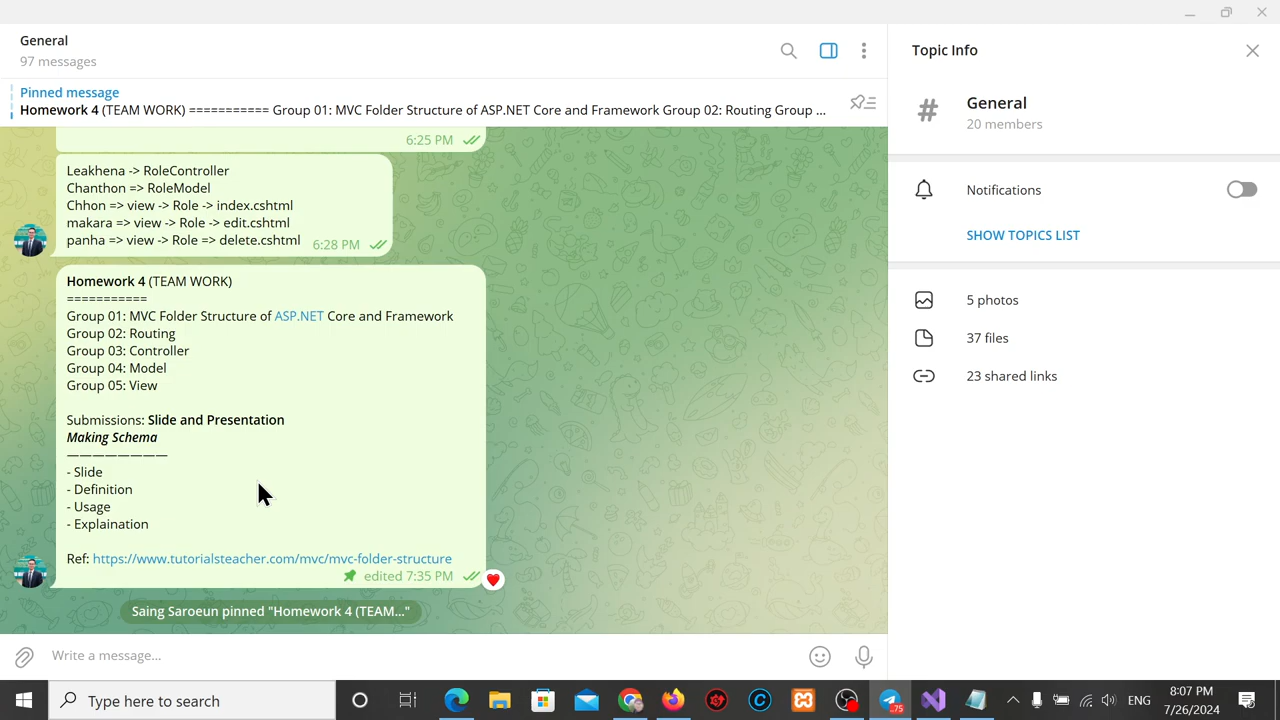 General
97 messages
Pinned message
Homework 4 (TEAM WORK) =========== Group 01: MVC Folder Structure of ASP.NET Core and Framework Group 02: Routing Group ...
6:25 PM
Leakhena -> RoleController
Chanthon => RoleModel
Chhon => view -> Role -> index.cshtml
makara => view -> Role -> edit.cshtml
panha => view -> Role => delete.cshtml
6:28 PM
Homework 4 (TEAM WORK)
===========
Group 01: MVC Folder Structure of ASP.NET Core and Framework
Group 02: Routing
Group 03: Controller
Group 04: Model
Group 05: View
Submissions: Slide and Presentation
Making Schema
————————
- Slide
- Definition
- Usage
- Explaination
Ref: https://www.tutorialsteacher.com/mvc/mvc-folder-structure
edited 7:35 PM
Saing Saroeun pinned "Homework 4 (TEAM..."
Write a message...
Topic Info
General
20 members
Notifications
SHOW TOPICS LIST
5 photos
37 files
23 shared links
Type here to search
75
ENG
8:07 PM
7/26/2024